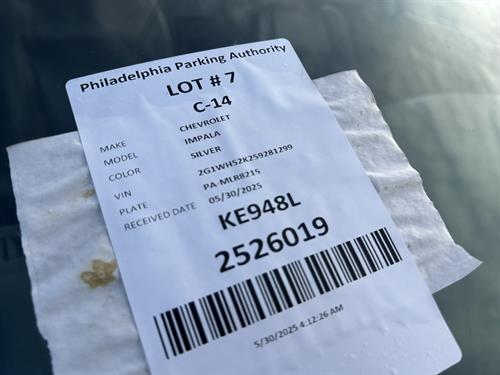 Philadelphia Parking Authority
LOT # 7
C-14
MAKE CHEVROLET
MODEL IMPALA
COLOR SILVER
VIN 2G1WH52K259281299
PLATE PA-MLR8215
RECEIVED DATE 05/30/2025
KE948L
2526019
5/30/2025 4:12:26 AM